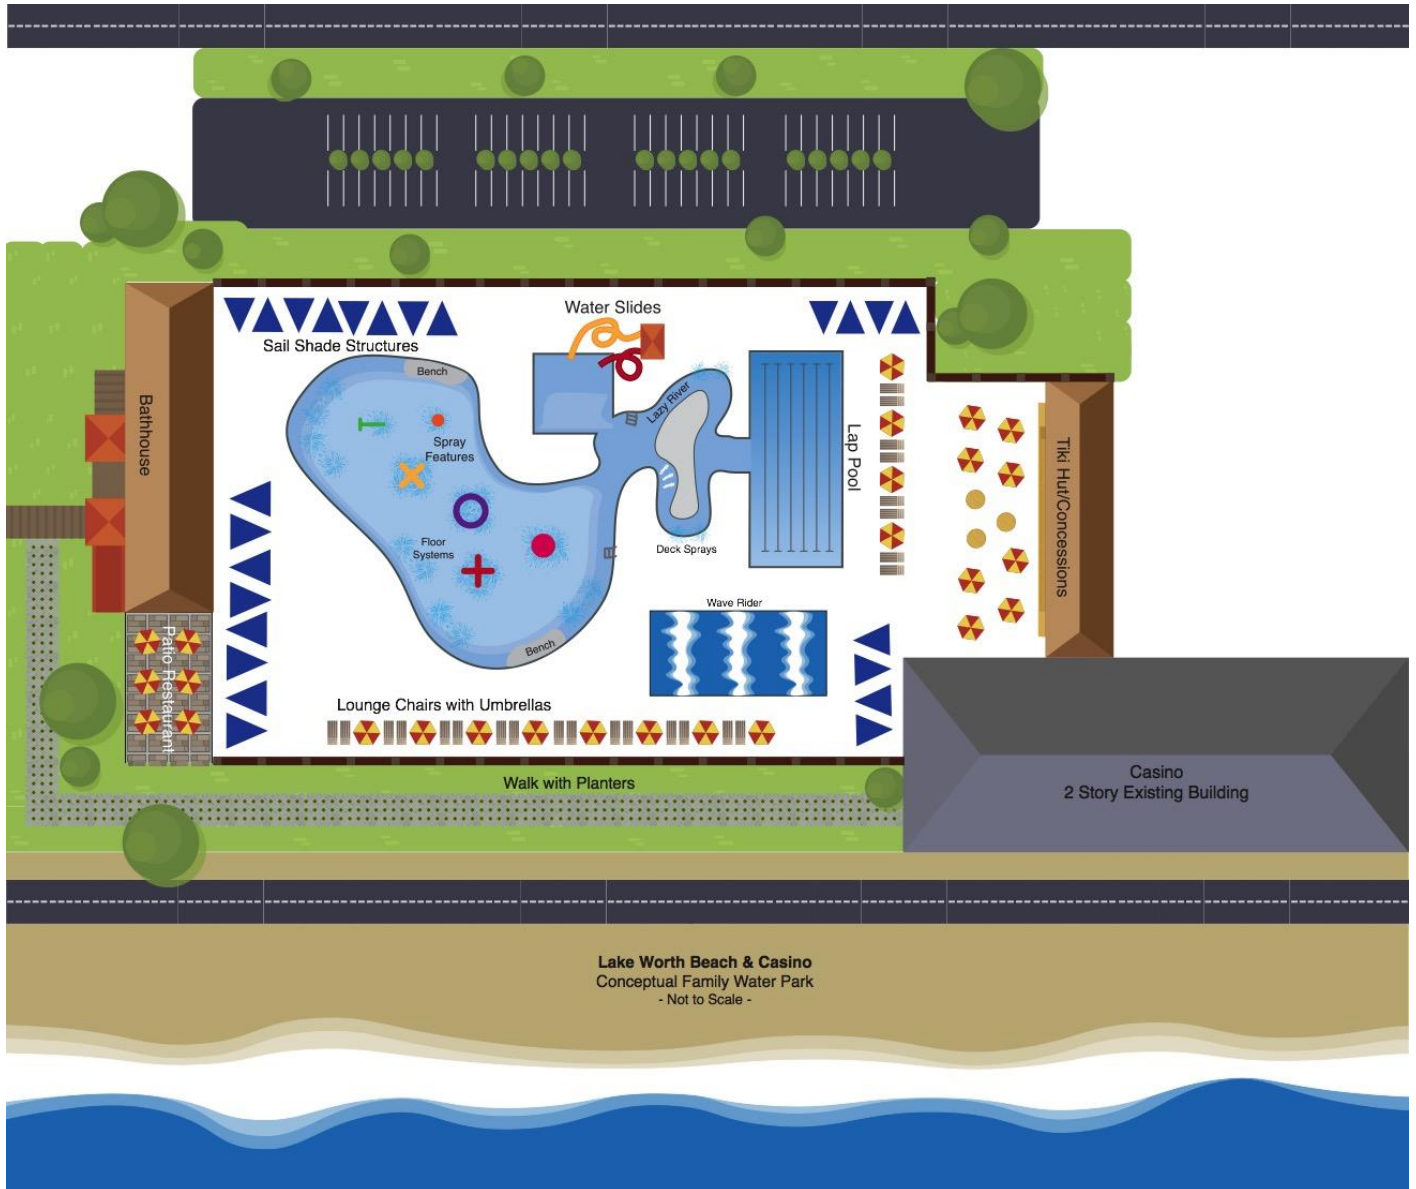 Water Slides
Sail Shade Structures
Bench
Lazy River
Bathhouse
Spray
Features
Lap Pool
Tiki Hut/Concessions
Floor
Systems
Deck Sprays
Wave Rider
Bench
Patio Restaurant
Lounge Chairs with Umbrellas
Walk with Planters
Casino
2 Story Existing Building
Lake Worth Beach & Casino
Conceptual Family Water Park
- Not to Scale -